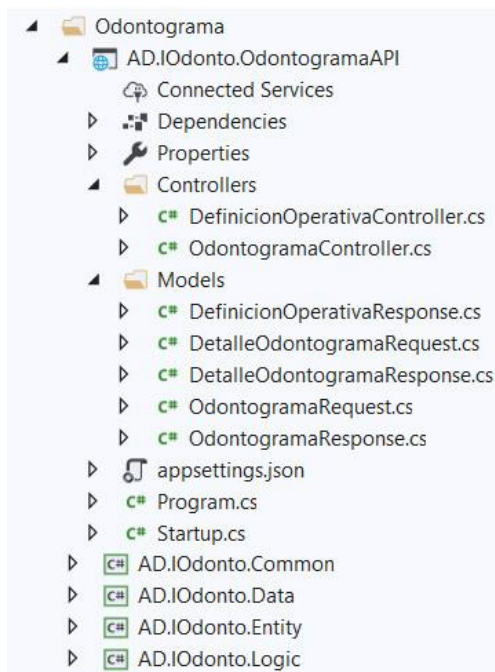 Odontograma
AD.IOdonto.OdontogramaAPI
Connected Services
Dependencies
Properties
Controllers
C# DefinicionOperativaController.cs
C# OdontogramaController.cs
Models
C# DefinicionOperativaResponse.cs
C# DetalleOdontogramaRequest.cs
C# DetalleOdontogramaResponse.cs
C# OdontogramaRequest.cs
C# OdontogramaResponse.cs
appsettings.json
C# Program.cs
C# Startup.cs
C# AD.IOdonto.Common
C# AD.IOdonto.Data
C# AD.IOdonto.Entity
C# AD.IOdonto.Logic